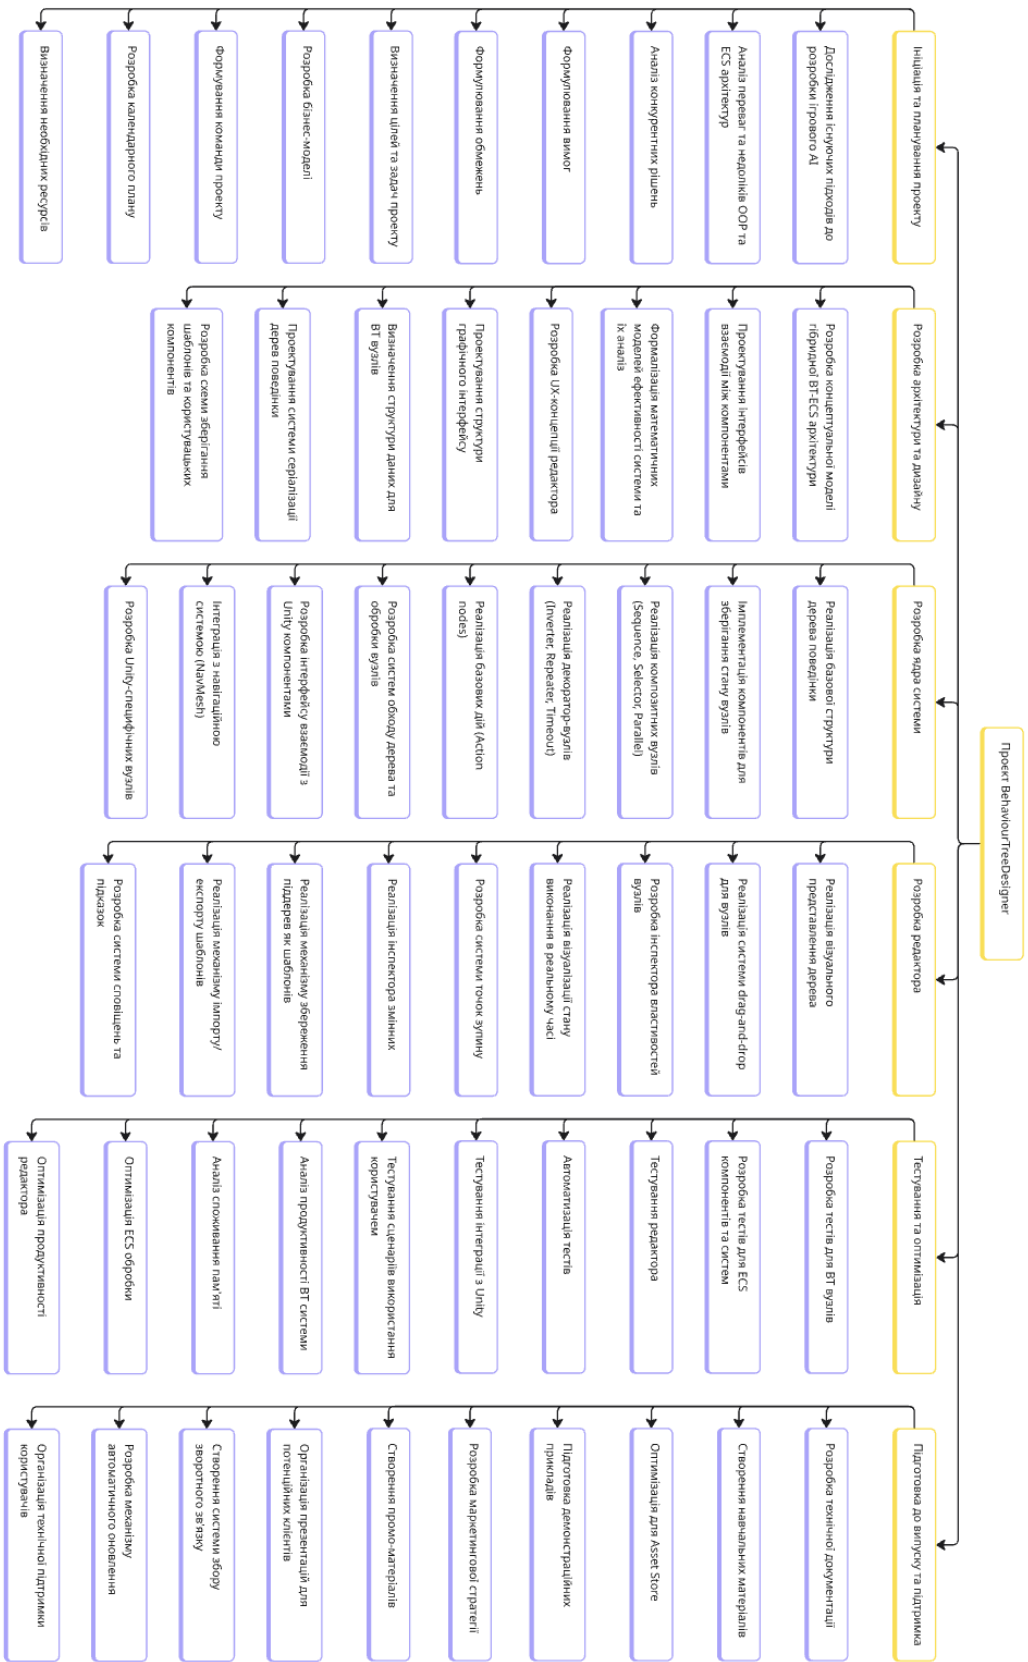 Проєкт BehaviourTreeDesigner
Ініціація та планування проекту
Дослідження існуючих підходів до
розробки ігрового AI
Аналіз переваг та недоліків ООР та
ECS архітектур
Аналіз конкурентних рішень
Формулювання вимог
Формулювання обмежень
Визначення цілей та задач проекту
Розробка бізнес-моделі
Формування команди проекту
Розробка календарного плану
Визначення необхідних ресурсів
Розробка архітектури та дизайну
Розробка концептуальної моделі
гібридної BT-ECS архітектури
Проектування інтерфейсів
взаємодії між компонентами
Формалізація математичних
моделей ефективності системи та
їх аналіз
Розробка UX-концепції редактора
Проектування структури
графічного інтерфейсу
Визначення структури даних для
BT вузлів
Проектування системи серіалізації
дерев поведінки
Розробка схеми зберігання
шаблонів та користувацьких
компонентів
Розробка ядра системи
Реалізація базової структури
дерева поведінки
Імплементація компонентів для
зберігання стану вузлів
Реалізація композитних вузлів
(Sequence, Selector, Parallel)
Реалізація декоратор-вузлів
(Inverter, Repeater, Timeout)
Реалізація базових дій (Action
nodes)
Розробка систем обходу дерева та
обробки вузлів
Розробка інтерфейсу взаємодії з
Unity компонентами
Інтеграція з навігаційною
системою (NavMesh)
Розробка Unity-специфічних вузлів
Розробка редактора
Реалізація візуального
представлення дерева
Реалізація системи drag-and-drop
для вузлів
Розробка інспектора властивостей
вузлів
Реалізація візуалізації стану
виконання в реальному часі
Розробка системи точок зупину
Реалізація інспектора змінних
Реалізація механізму збереження
піддерев як шаблонів
Реалізація механізму імпорту/
експорту шаблонів
Розробка системи сповіщень та
підказок
Тестування та оптимізація
Розробка тестів для BT вузлів
Розробка тестів для ECS
компонентів та систем
Тестування редактора
Автоматизація тестів
Тестування інтеграції з Unity
Тестування сценаріїв використання
користувачем
Аналіз продуктивності BT системи
Аналіз споживання пам'яті
Оптимізація ECS обробки
Оптимізація продуктивності
редактора
Підготовка до випуску та підтримка
Розробка технічної документації
Створення навчальних матеріалів
Оптимізація для Asset Store
Підготовка демонстраційних
прикладів
Розробка маркетингової стратегії
Створення промо-матеріалів
Організація презентацій для
потенційних клієнтів
Створення системи збору
зворотного зв'язку
Розробка механізму
автоматичного оновлення
Організація технічної підтримки
користувачів